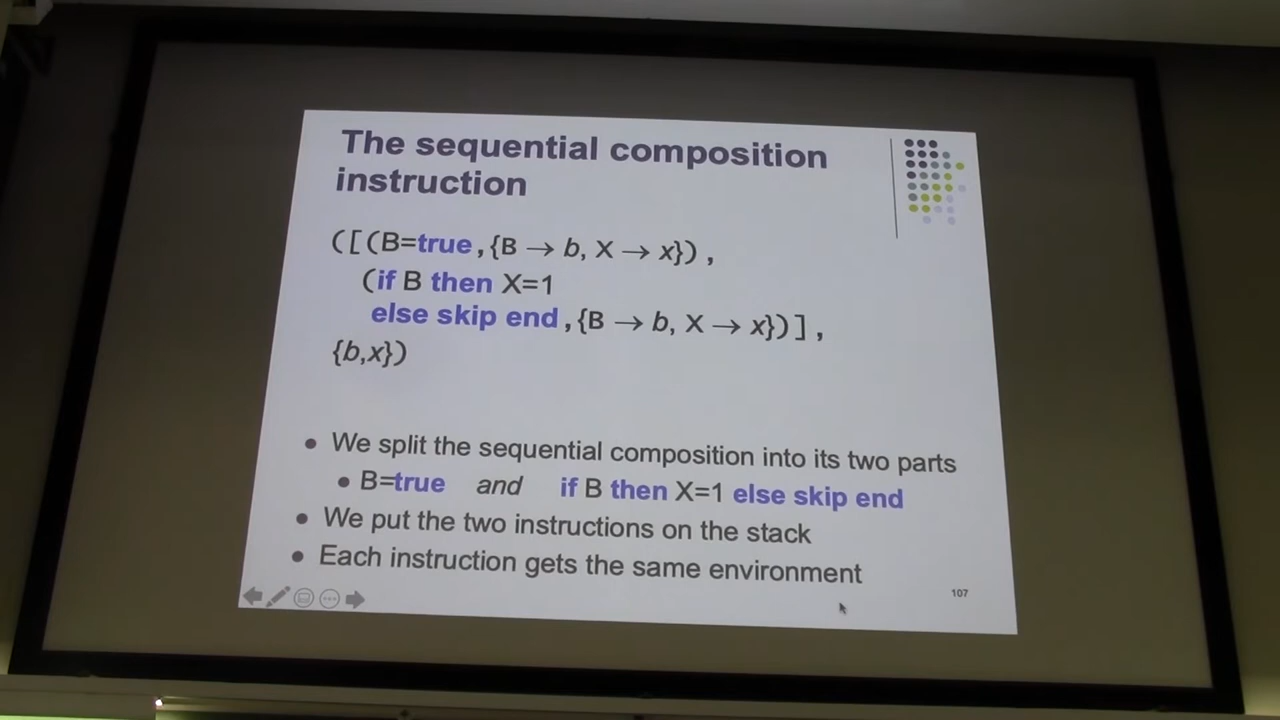 The sequential composition
instruction
([(B=true,{B → b, X → x}),
(if B then X=1
else skip end,{B → b, X → x})],
{b,x})
• We split the sequential composition into its two parts
• B=true and if B then X=1 else skip end
• We put the two instructions on the stack
• Each instruction gets the same environment
107